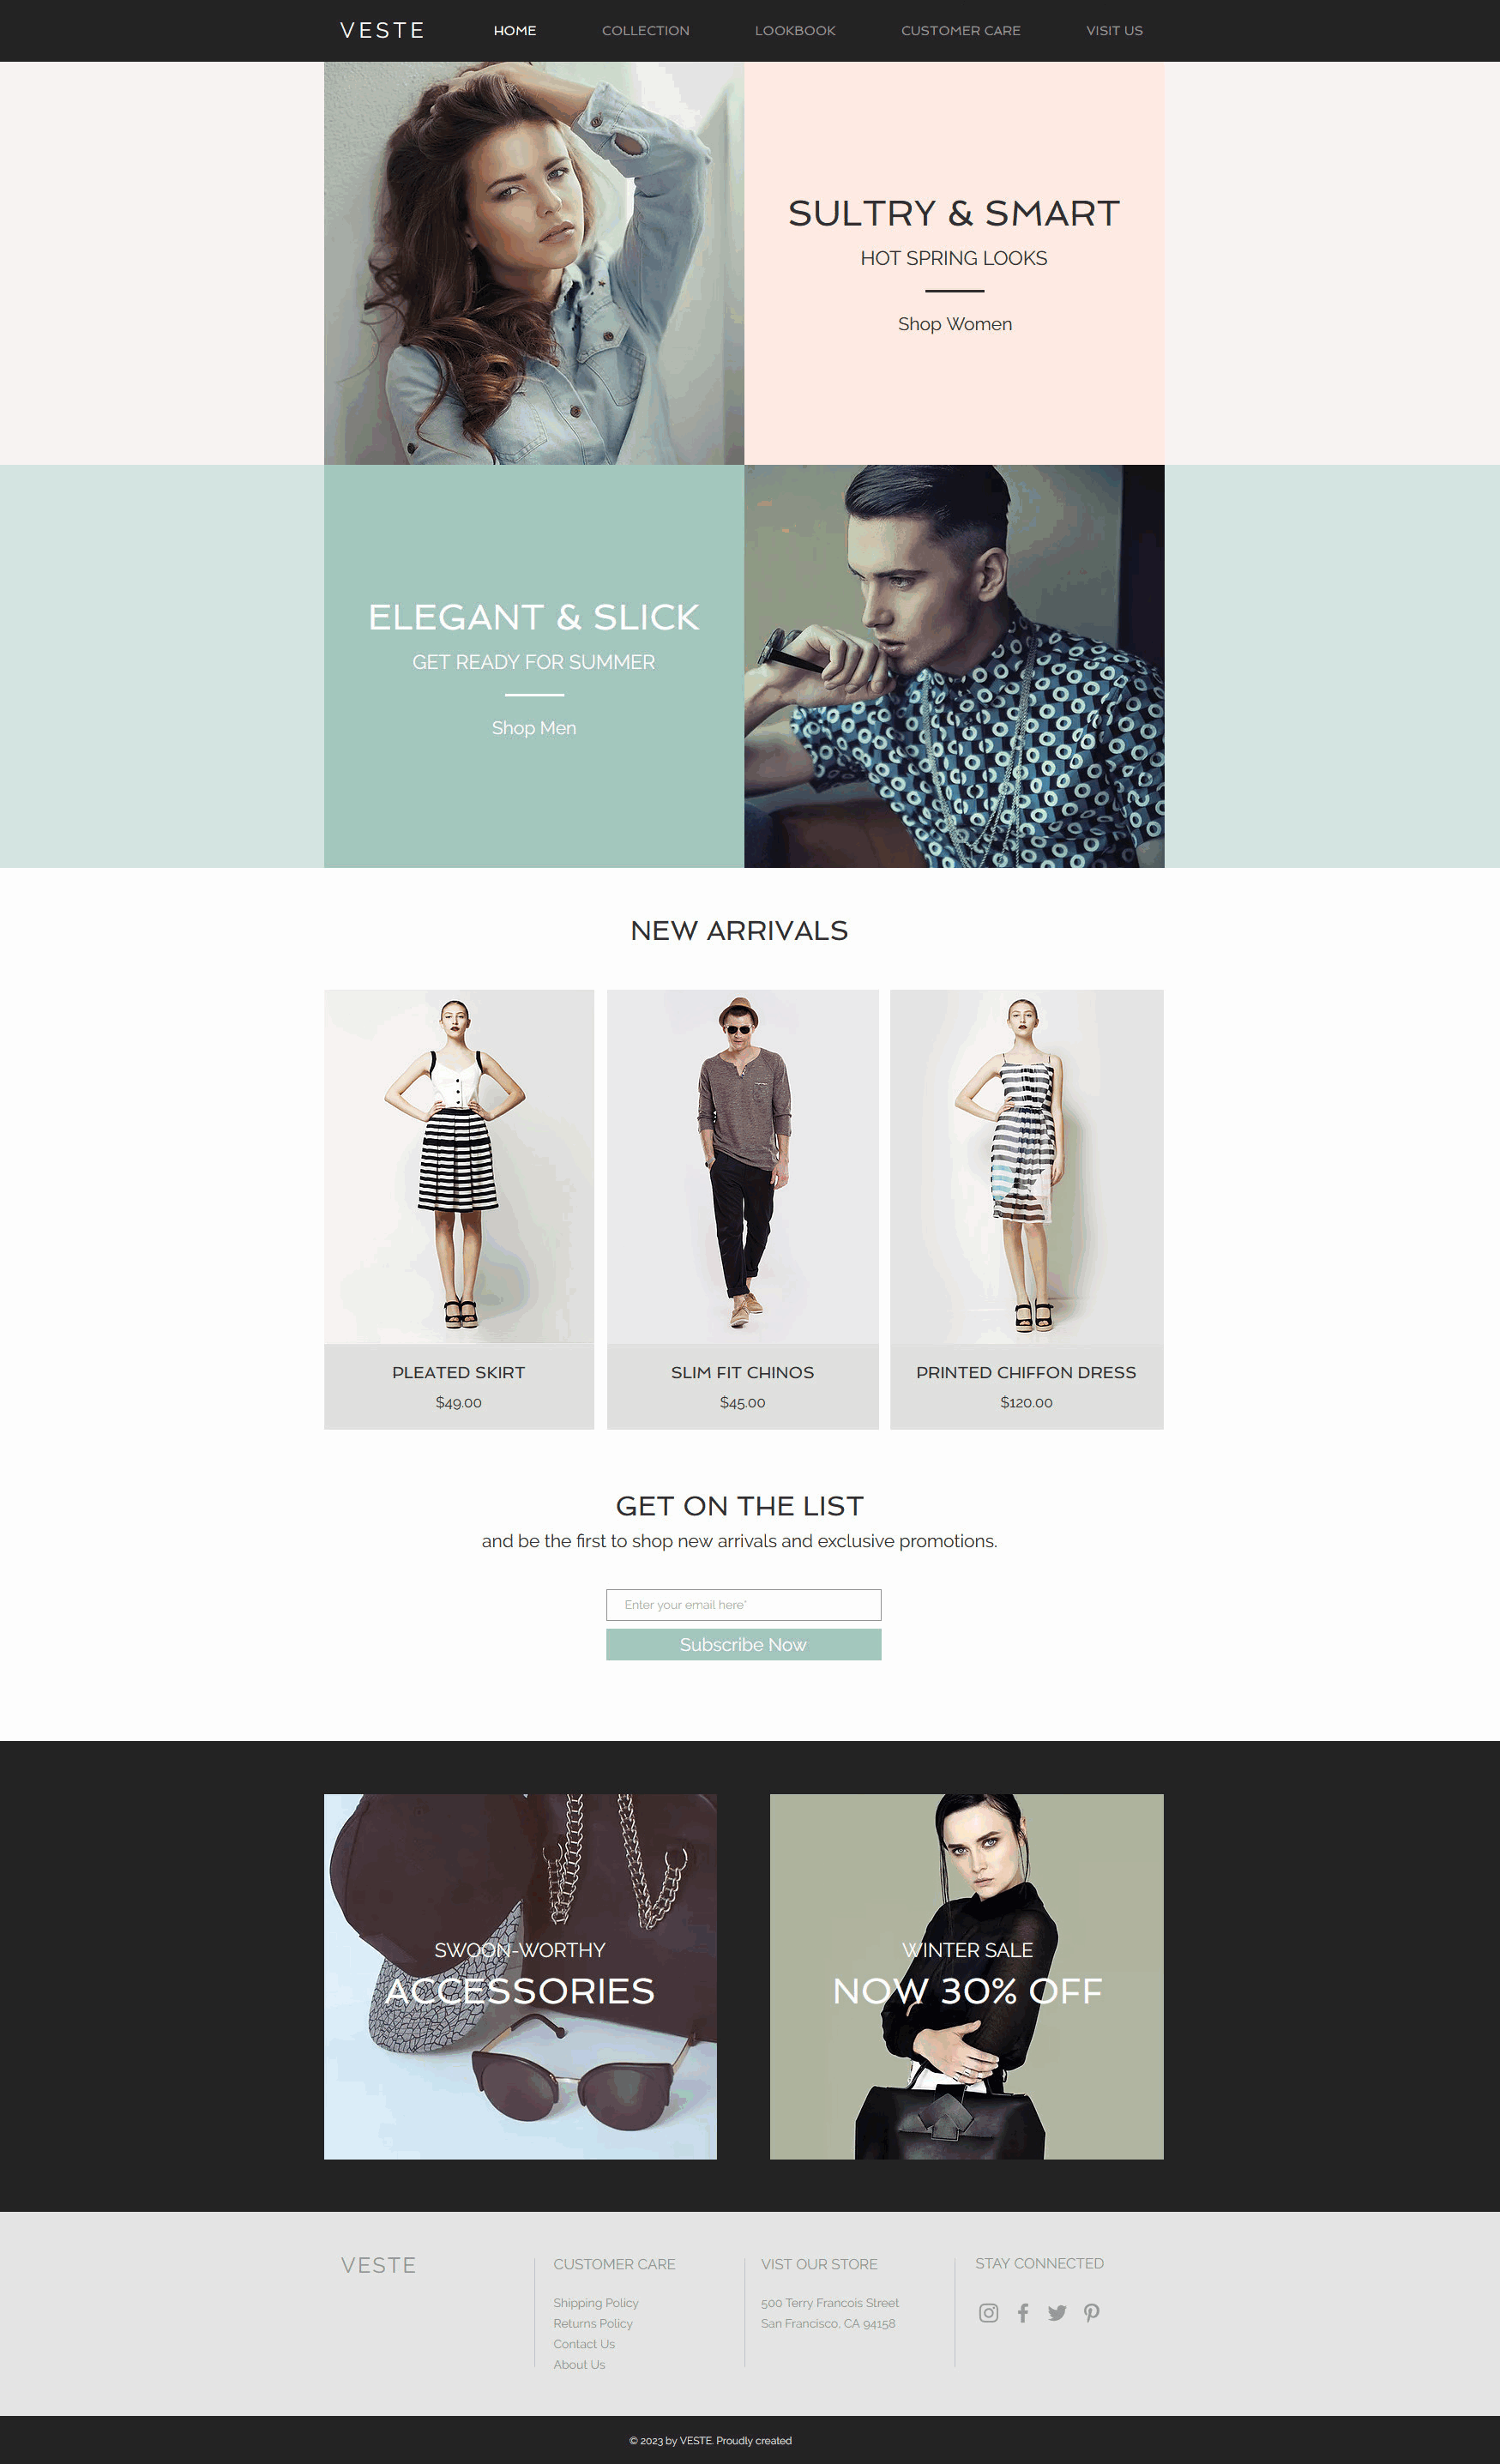 VESTE
HOME
COLLECTION
LOOKBOOK
CUSTOMER CARE
VISIT US
SULTRY & SMART
HOT SPRING LOOKS
Shop Women
ELEGANT & SLICK
GET READY FOR SUMMER
Shop Men
NEW ARRIVALS
PLEATED SKIRT
$49.00
SLIM FIT CHINOS
$45.00
PRINTED CHIFFON DRESS
$120.00
GET ON THE LIST
and be the first to shop new arrivals and exclusive promotions.
Enter your email here*
Subscribe Now
SWOON-WORTHY
ACCESSORIES
WINTER SALE
NOW 30% OFF
VESTE
CUSTOMER CARE
Shipping Policy
Returns Policy
Contact Us
About Us
VIST OUR STORE
500 Terry Francois Street
San Francisco, CA 94158
STAY CONNECTED
© 2023 by VESTE. Proudly created